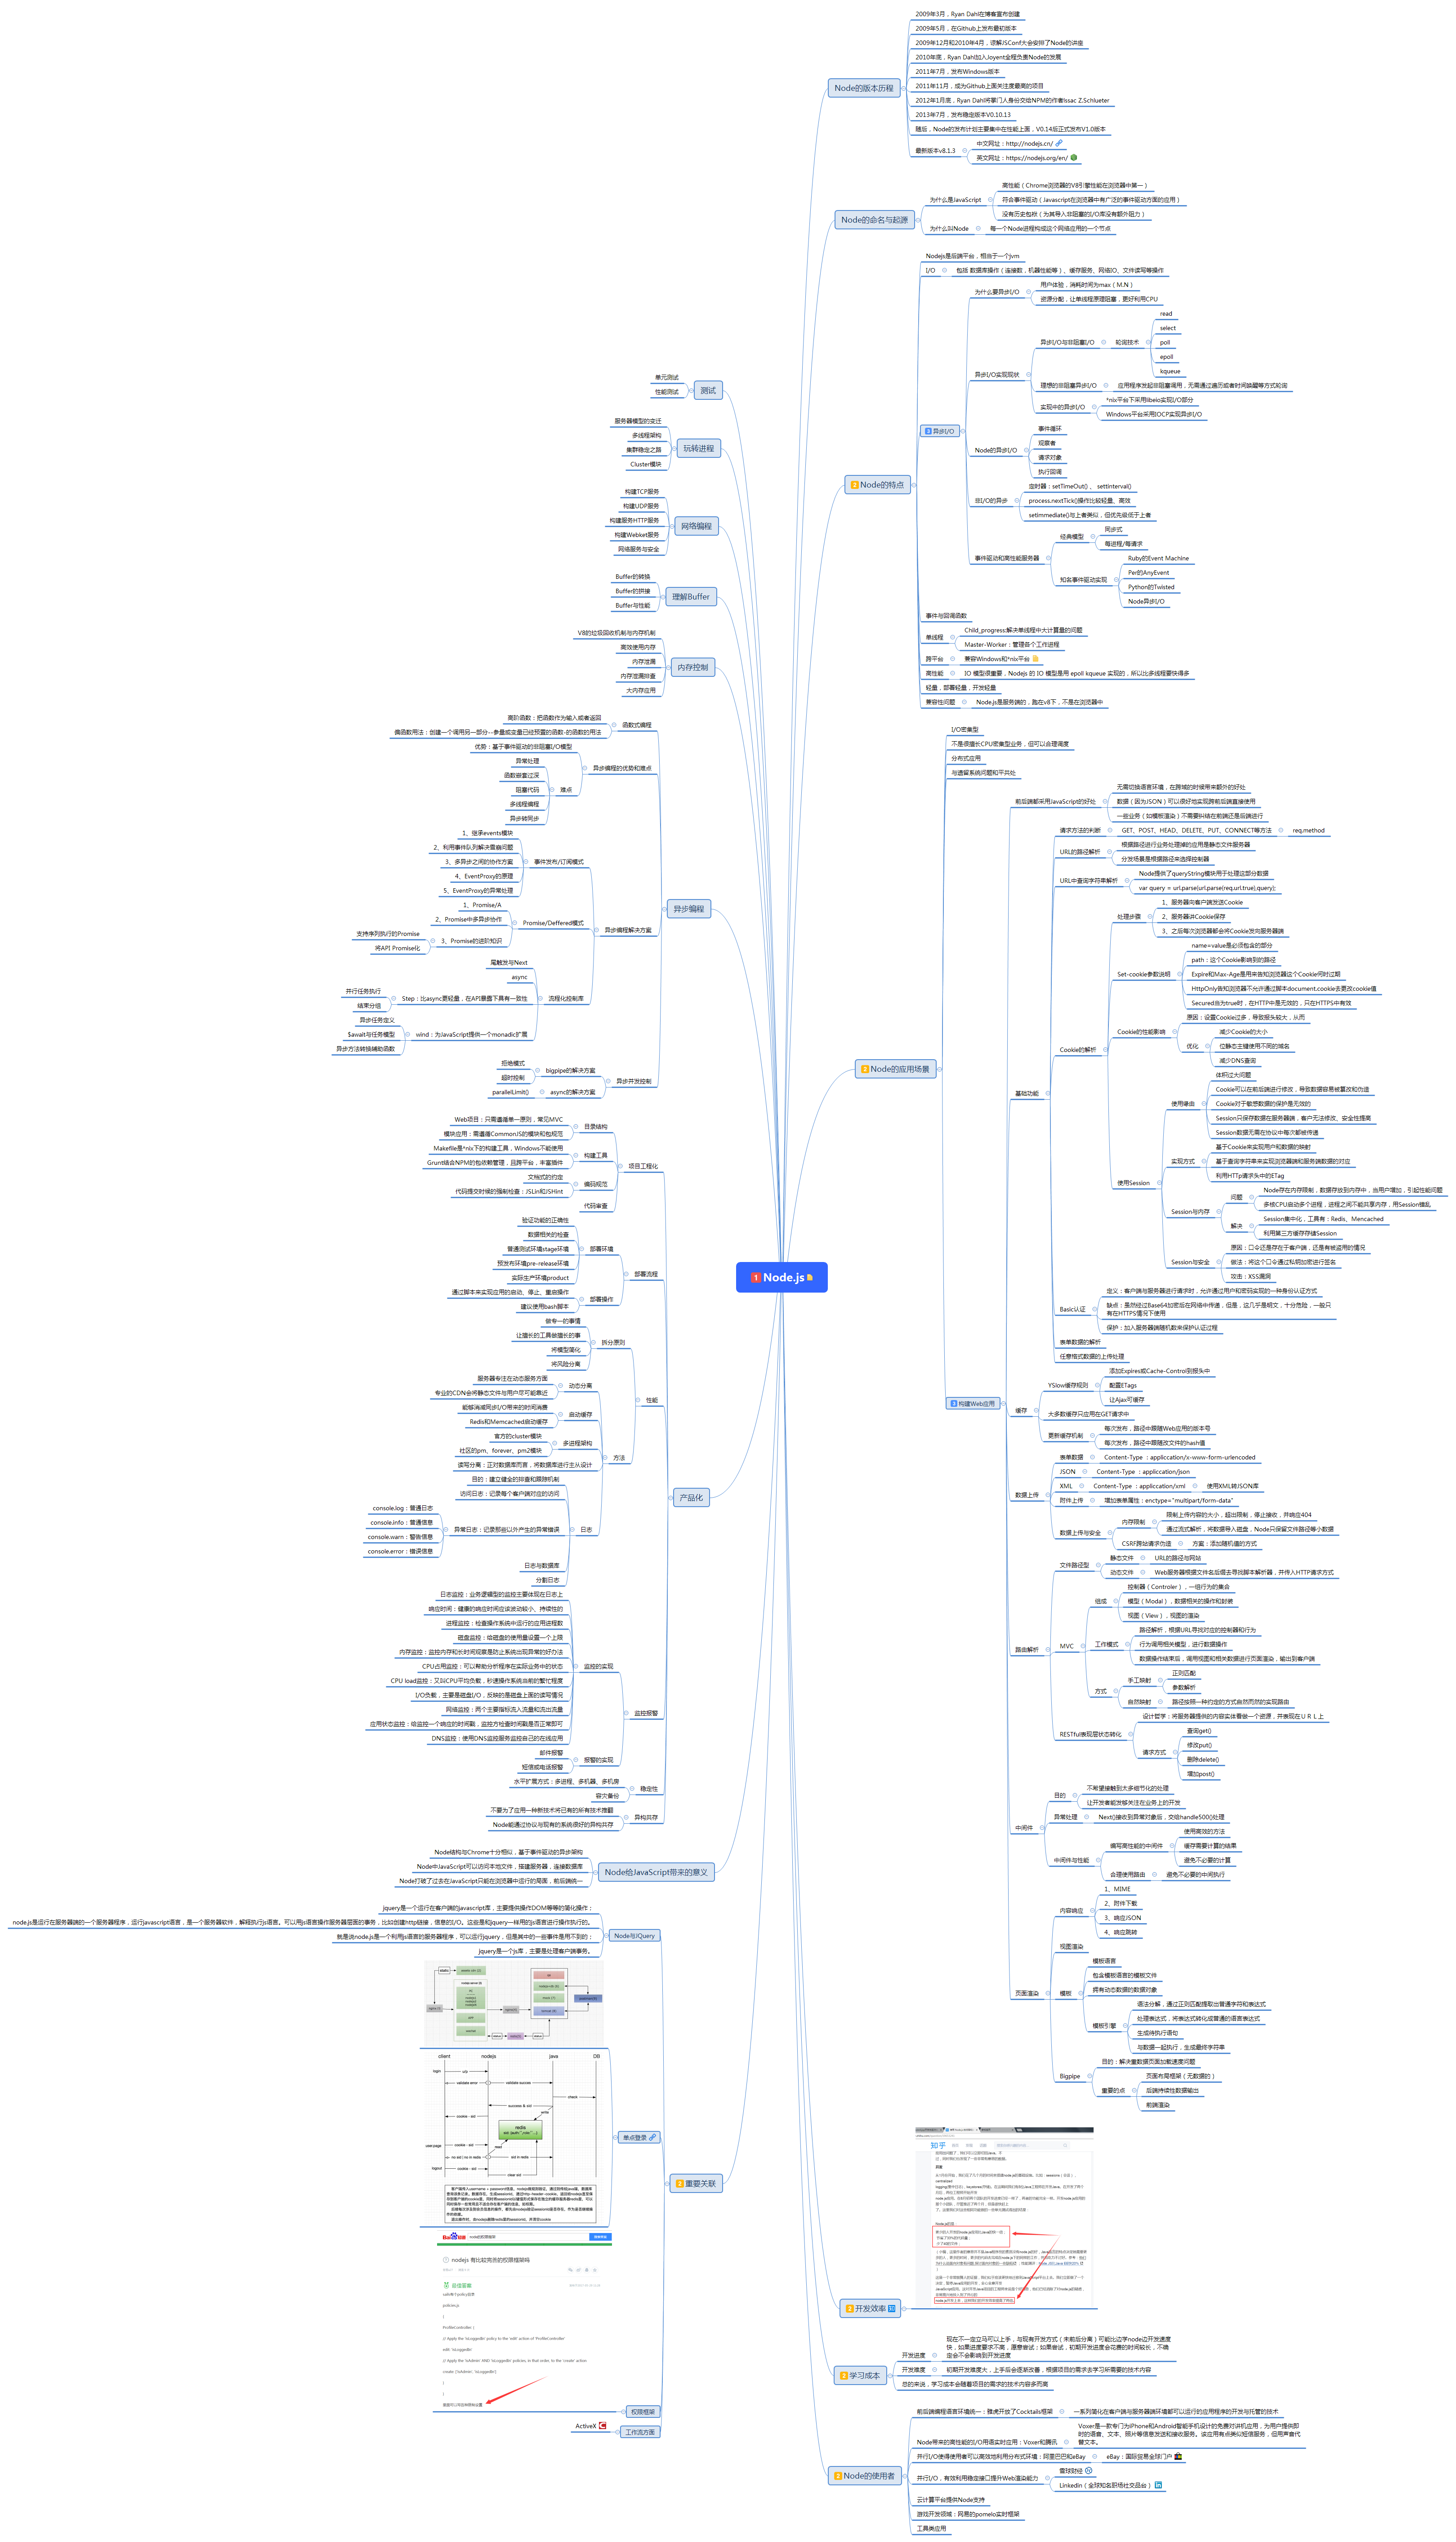 Node.js
Node的版本历程
2009年3月，Ryan Dahl在博客宣布创建
2009年5月，在Github上发布最初版本
2009年12月和2010年4月，谅解JSConf大会安排了Node的讲座
2010年底，Ryan Dahl加入Joyent全程负责Node的发展
2011年7月，发布Windows版本
2011年11月，成为Github上面关注度最高的项目
2012年1月底，Ryan Dahl将掌门人身份交给NPM的作者Issac Z.Schlueter
2013年7月，发布稳定版本V0.10.13
随后，Node的发布计划主要集中在性能上面，V0.14后正式发布V1.0版本
最新版本v8.1.3
中文网址：http://nodejs.cn/
英文网址：https://nodejs.org/en/
Node的命名与起源
为什么是JavaScript
高性能（Chrome浏览器的V8引擎性能在浏览器中第一）
符合事件驱动（Javascript在浏览器中有广泛的事件驱动方面的应用）
没有历史包袱（为其导入非阻塞的I/O库没有额外阻力）
为什么叫Node
每一个Node进程构成这个网络应用的一个节点
Node的特点
Nodejs是后端平台，相当于一个jvm
I/O
包括 数据库操作（连接数，机器性能等）、缓存服务、网络IO、文件读写等操作
异步I/O
为什么要异步I/O
用户体验，消耗时间为max（M.N）
资源分配，让单线程原理阻塞，更好利用CPU
异步I/O实现现状
异步I/O与非阻塞I/O
轮询技术
read
select
poll
epoll
kqueue
理想的非阻塞异步I/O
应用程序发起非阻塞调用，无需通过遍历或者时间唤醒等方式轮询
实现中的异步I/O
*nix平台下采用libeio实现I/O部分
Windows平台采用IOCP实现异步I/O
Node的异步I/O
事件循环
观察者
请求对象
执行回调
非I/O的异步
定时器：setTimeOut() 、 setInterval()
process.nextTick()操作比较轻量、高效
setImmediate()与上者类似，但优先级低于上者
事件驱动和高性能服务器
经典模型
同步式
每进程/每请求
知名事件驱动实现
Ruby的Event Machine
Per的AnyEvent
Python的Twisted
Node异步I/O
事件与回调函数
单线程
Child_progress:解决单线程中大计算量的问题
Master-Worker：管理各个工作进程
跨平台
兼容Windows和*nix平台
高性能
IO 模型很重要，Nodejs 的 IO 模型是用 epoll kqueue 实现的，所以比多线程要快得多
轻量，部署轻量，开发轻量
兼容性问题
Node.js是服务端的，跑在v8下，不是在浏览器中
Node的应用场景
I/O密集型
不是很擅长CPU密集型业务，但可以合理调度
分布式应用
与遗留系统问题和平共处
构建Web应用
前后端都采用JavaScript的好处
无需切换语言环境，在跨域的时候带来额外的好处
数据（因为JSON）可以很好地实现跨前后端直接使用
一些业务（如模板渲染）不需要纠结在前端还是后端进行
基础功能
请求方法的判断
GET、POST、HEAD、DELETE、PUT、CONNECT等方法
req.method
URL的路径解析
根据路径进行业务处理掉的应用是静态文件服务器
分发场景是根据路径来选择控制器
URL中查询字符串解析
Node提供了queryString模块用于处理这部分数据
var query = url.parse(url.parse(req.url.true).query);
Cookie的解析
处理步骤
1、服务器向客户端发送Cookie
2、服务器讲Cookie保存
3、之后每次浏览器都会将Cookie发向服务器端
Set-cookie参数说明
name=value是必须包含的部分
path：这个Cookie影响到的路径
Expire和Max-Age是用来告知浏览器这个Cookie何时过期
HttpOnly告知浏览器不允许通过脚本document.cookie去更改cookie值
Secured当为true时，在HTTP中是无效的，只在HTTPS中有效
Cookie的性能影响
原因：设置Cookie过多，导致报头较大，从而
优化
减少Cookie的大小
位静态主键使用不同的域名
减少DNS查询
使用Session
使用缘由
体积过大问题
Cookie可以在前后端进行修改，导致数据容易被篡改和伪造
Cookie对于敏感数据的保护是无效的
Session只保存数据在服务器端，客户无法修改、安全性提高
Session数据无需在协议中每次都被传递
实现方式
基于Cookie来实现用户和数据的映射
基于查询字符串来实现浏览器端和服务端数据的对应
利用HTTp请求头中的ETag
Session与内存
问题
Node存在内存限制，数据存放到内存中，当用户增加，引起性能问题
多核CPU启动多个进程，进程之间不能共享内存，用Session错乱
解决
Session集中化，工具有：Redis、Mencached
利用第三方缓存存储Session
Session与安全
原因：口令还是存在于客户端，还是有被盗用的情况
做法：将这个口令通过私钥加密进行签名
攻击：XSS漏洞
Basic认证
定义：客户端与服务器进行请求时，允许通过用户和密码实现的一种身份认证方式
缺点：虽然经过Base64加密后在网络中传递，但是，这几乎是明文，十分危险，一般只
有在HTTPS情况下使用
保护：加入服务器端随机数来保护认证过程
表单数据的解析
任意格式数据的上传处理
缓存
YSlow缓存规则
添加Expires或Cache-Control到报头中
配置ETags
让Ajax可缓存
大多数缓存只应用在GET请求中
更新缓存机制
每次发布，路径中跟随Web应用的版本号
每次发布，路径中跟随改文件的hash值
数据上传
表单数据
Content-Type ：appliccation/x-www-form-urlencoded
JSON
Content-Type ：appliccation/json
XML
Content-Type ：appliccation/xml
使用XML转JSON库
附件上传
增加表单属性：enctype="multipart/form-data"
数据上传与安全
内存限制
限制上传内容的大小，超出限制，停止接收，并响应404
通过流式解析，将数据导入磁盘，Node只保留文件路径等小数据
CSRF跨站请求伪造
方案：添加随机值的方式
路由解析
文件路径型
静态文件
URL的路径与网站
动态文件
Web服务器根据文件名后缀去寻找脚本解析器，并传入HTTP请求方式
MVC
组成
控制器（Controler），一组行为的集合
模型（Modal），数据相关的操作和封装
视图（View），视图的渲染
工作模式
路径解析，根据URL寻找对应的控制器和行为
行为调用相关模型，进行数据操作
数据操作结束后，调用视图和相关数据进行页面渲染，输出到客户端
方式
手工映射
正则匹配
参数解析
自然映射
路径按照一种约定的方式自然而然的实现路由
RESTful表现层状态转化
设计哲学：将服务器提供的内容实体看做一个资源，并表现在ＵＲＬ上
请求方式
查询get()
修改put()
删除delete()
增加post()
中间件
目的
不希望接触到太多细节化的处理
让开发者能发够关注在业务上的开发
异常处理
Next()接收到异常对象后，交给handle500()处理
中间件与性能
编写高性能的中间件
使用高效的方法
缓存需要计算的结果
避免不必要的计算
合理使用路由
避免不必要的中间执行
页面渲染
内容响应
1、MIME
2、附件下载
3、响应JSON
4、响应跳转
视图渲染
模板
模板语言
包含模板语言的模板文件
拥有动态数据的数据对象
模板引擎
语法分解，通过正则匹配提取出普通字符和表达式
处理表达式，将表达式转化成普通的语言表达式
生成待执行语句
与数据一起执行，生成最终字符串
Bigpipe
目的：解决重数据页面加载速度问题
重要的点
页面布局框架（无数据的）
后端持续性数据输出
前端渲染
开发效率
知乎
学习成本
开发进度
现在不一定立马可以上手，与现有开发方式（未前后分离）可能比边学node边开发速度
快，如果进度要求不高，愿意尝试；如果尝试，初期开发进度会花费的时间较长，不确
定会不会影响到开发进度
开发难度
初期开发难度大，上手后会逐渐改善，根据项目的需求去学习所需要的技术内容
总的来说，学习成本会随着项目的需求的技术内容多而高
Node的使用者
前后端编程语言环境统一：雅虎开放了Cocktails框架
一系列简化在客户端与服务器端环境都可以运行的应用程序的开发与托管的技术
Node带来的高性能的I/O用语实时应用：Voxer和腾讯
Voxer是一款专门为iPhone和Android智能手机设计的免费对讲机应用，为用户提供即
时的语音、文本、照片等信息发送和接收服务。该应用有点类似短信服务，但用声音代
替文本。
并行I/O使得使用者可以高效地利用分布式环境：阿里巴巴和eBay
eBay：国际贸易全球门户
并行I/O，有效利用稳定接口提升Web渲染能力
雪球财经
LinkedIn（全球知名职场社交品台）
云计算平台提供Node支持
游戏开发领域：网易的pomelo实时框架
工具类应用
测试
单元测试
性能测试
玩转进程
服务器模型的变迁
多线程架构
集群稳定之路
Cluster模块
网络编程
构建TCP服务
构建UDP服务
构建服务HTTP服务
构建Webket服务
网络服务与安全
理解Buffer
Buffer的转换
Buffer的拼接
Buffer与性能
内存控制
V8的垃圾回收机制与内存机制
高效使用内存
内存泄漏
内存泄漏排查
大内存应用
异步编程
函数式编程
高阶函数：把函数作为输入或者返回
偏函数用法：创建一个调用另一部分--参量或变量已经预置的函数-的函数的用法
异步编程的优势和难点
优势：基于事件驱动的非阻塞I/O模型
难点
异常处理
函数嵌套过深
阻塞代码
多线程编程
异步转同步
异步编程解决方案
事件发布/订阅模式
1、继承events模块
2、利用事件队列解决雪崩问题
3、多异步之间的协作方案
4、EventProxy的原理
5、EventProxy的异常处理
Promise/Deffered模式
1、Promise/A
2、Promise中多异步协作
3、Promise的进阶知识
支持序列执行的Promise
将API Promise化
流程化控制库
尾触发与Next
async
Step：比async更轻量，在API暴露下具有一致性
并行任务执行
结束分组
wind：为JavaScript提供一个monadic扩展
异步任务定义
$await与任务模型
异步方法转换辅助函数
异步并发控制
bigpipe的解决方案
拒绝模式
超时控制
async的解决方案
parallelLimit()
产品化
项目工程化
目录结构
Web项目：只需遵循单一原则，常见MVC
模块应用：需遵循CommonJS的模块和包规范
构建工具
Makefile是*nix下的构建工具，Windows不能使用
Grunt结合NPM的包依赖管理，且跨平台，丰富插件
编码规范
文档式的约定
代码提交时候的强制检查：JSLin和JSHint
代码审查
部署流程
部署环境
验证功能的正确性
数据相关的检查
普通测试环境stage环境
预发布环境pre-release环境
实际生产环境product
部署操作
通过脚本来实现应用的启动、停止、重启操作
建议使用bash脚本
性能
拆分原则
做专一的事情
让擅长的工具做擅长的事
将模型简化
将风险分离
方法
动态分离
服务器专注在动态服务方面
专业的CDN会将静态文件与用户尽可能靠近
启动缓存
能够消减同步I/O带来的时间消费
Redis和Memcached启动缓存
多进程架构
官方的cluster模块
社区的pm、forever、pm2模块
读写分离：正对数据库而言，将数据库进行主从设计
日志
目的：建立健全的排查和跟踪机制
访问日志：记录每个客户端对应的访问
异常日志：记录那些以外产生的异常错误
console.log：普通日志
console.info：普通信息
console.warn：警告信息
console.error：错误信息
日志与数据库
分割日志
监控报警
监控的实现
日志监控：业务逻辑型的监控主要体现在日志上
响应时间：健康的响应时间应该波动较小、持续性的
进程监控：检查操作系统中运行的应用进程数
磁盘监控：给磁盘的使用量设置一个上限
内存监控：监控内存和长时间观察是防止系统出现异常的好办法
CPU占用监控：可以帮助分析程序在实际业务中的状态
CPU load监控：又叫CPU平均负载，秒速操作系统当前的繁忙程度
I/O负载，主要是磁盘I/O，反映的是磁盘上面的读写情况
网络监控：两个主要指标流入流量和流出流量
应用状态监控：给监控一个响应的时间戳，监控方检查时间戳是否正常即可
DNS监控：使用DNS监控服务监控自己的在线应用
报警的实现
邮件报警
短信或电话报警
稳定性
水平扩展方式：多进程、多机器、多机房
容灾备份
异构共存
不要为了应用一种新技术将已有的所有技术推翻
Node能通过协议与现有的系统很好的异构共存
Node给JavaScript带来的意义
Node结构与Chrome十分相似，基于事件驱动的异步架构
Node中JavaScript可以访问本地文件，搭建服务器，连接数据库
Node打破了过去在JavaScript只能在浏览器中运行的局面，前后端统一
重要关联
Node与JQuery
jquery是一个运行在客户端的javascript库，主要提供操作DOM等等的简化操作；
node.js是运行在服务器端的一个服务器程序，运行javascript语言，是一个服务器软件，解释执行js语言。可以用js语言操作服务器层面的事务，比如创建http链接，信息的I/O。这些是和jquery一样用的js语言进行操作执行的。
就是说node.js是一个利用js语言的服务器程序，可以运行jquery，但是其中的一些事件是用不到的；
jquery是一个js库，主要是处理客户端事务。
单点登录
client
nodejs
java
DB
login
validate error
validate succes
check
success & sid
write
cookie - sid
redis
user page
cookie - sid
read
logout
cookie - sid
clear sid
权限框架
nodejs 有比较完善的权限框架吗
policies.js
工作流方面
ActiveX